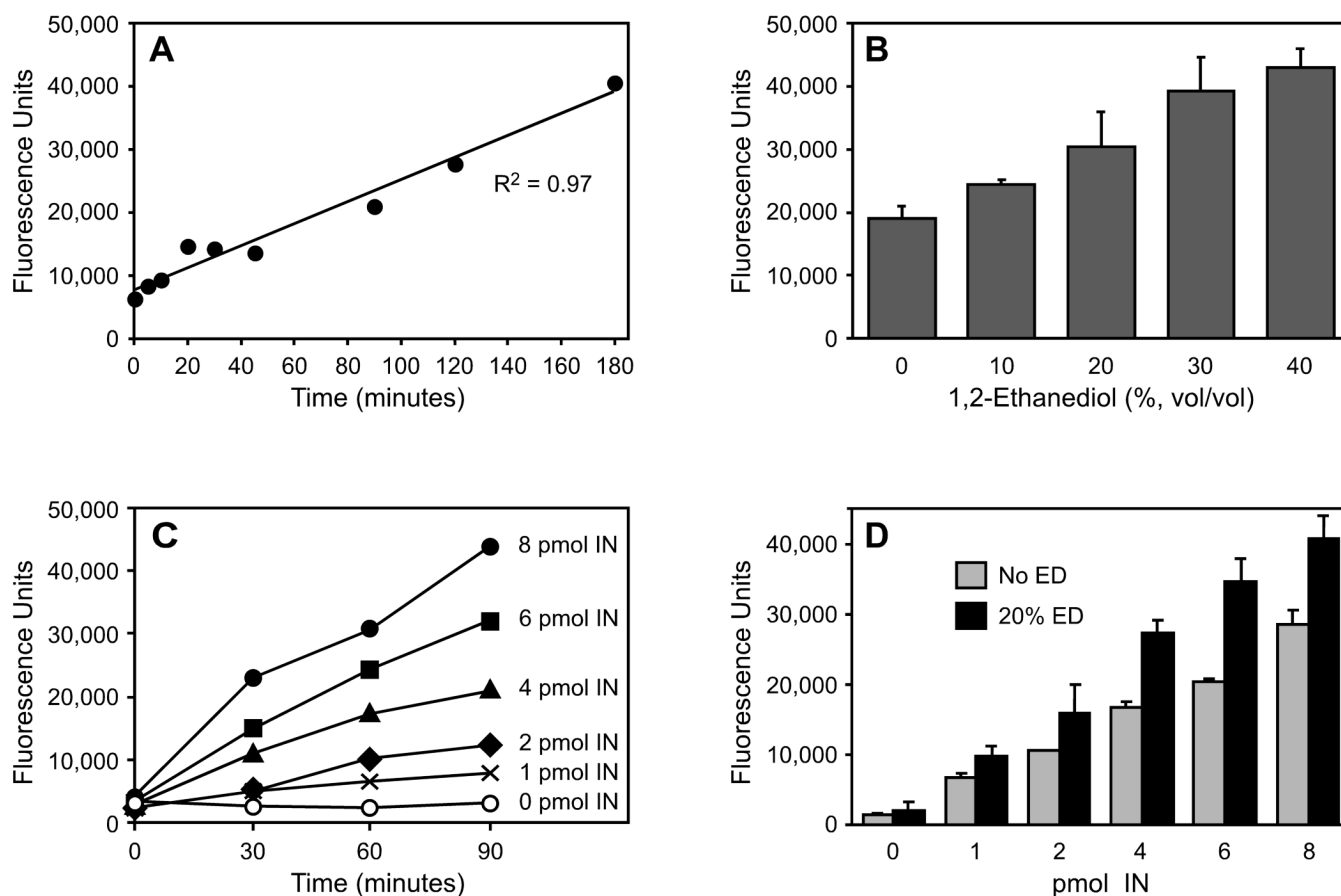 A
Fluorescence Units
50,000
40,000
30,000
20,000
10,000
0
R² = 0.97
0 20 40 60 80 100 120 140 160 180
Time (minutes)
B
Fluorescence Units
50,000
40,000
30,000
20,000
10,000
0
0 10 20 30 40
1,2-Ethanediol (%, vol/vol)
C
Fluorescence Units
50,000
40,000
30,000
20,000
10,000
0
8 pmol IN
6 pmol IN
4 pmol IN
2 pmol IN
1 pmol IN
0 pmol IN
0 30 60 90
Time (minutes)
D
Fluorescence Units
40,000
30,000
20,000
10,000
0
No ED
20% ED
0 1 2 4 6 8
pmol IN